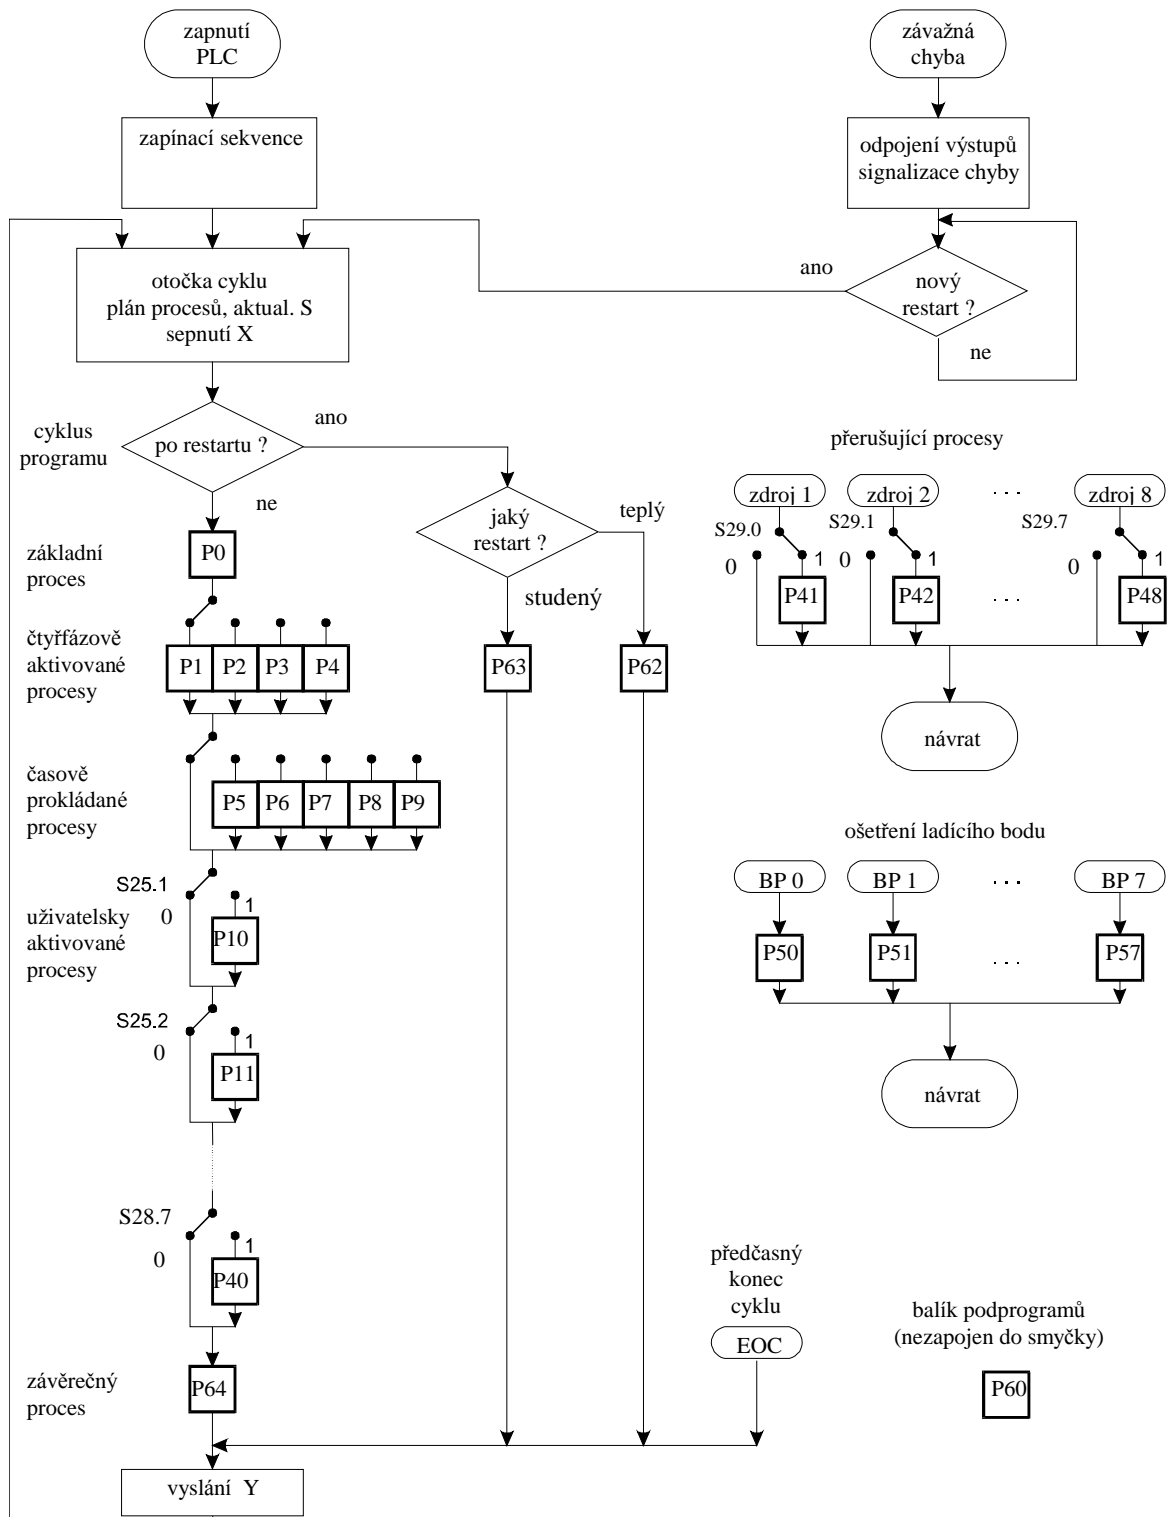 zapnutí
PLC
závažná
chyba
zapínací sekvence
odpojení výstupů
signalizace chyby
otočka cyklu
plán procesů, aktual. S
sepnutí X
ano
nový
restart ?
ne
cyklus
programu
po restartu ?
ano
ne
jaký
restart ?
teplý
studený
přerušující procesy
zdroj 1
zdroj 2
. . .
zdroj 8
S29.0
S29.1
S29.7
0
1
0
1
0
1
P41
P42
. . .
P48
návrat
základní
proces
P0
čtyřfázově
aktivované
procesy
P1
P2
P3
P4
P63
P62
časově
prokládané
procesy
P5
P6
P7
P8
P9
ošetření ladícího bodu
BP 0
BP 1
. . .
BP 7
P50
P51
. . .
P57
návrat
uživatelsky
aktivované
procesy
S25.1
0
1
P10
S25.2
0
1
P11
S28.7
0
1
P40
předčasný
konec
cyklu
EOC
balík podprogramů
(nezapojen do smyčky)
P60
závěrečný
proces
P64
vyslání Y